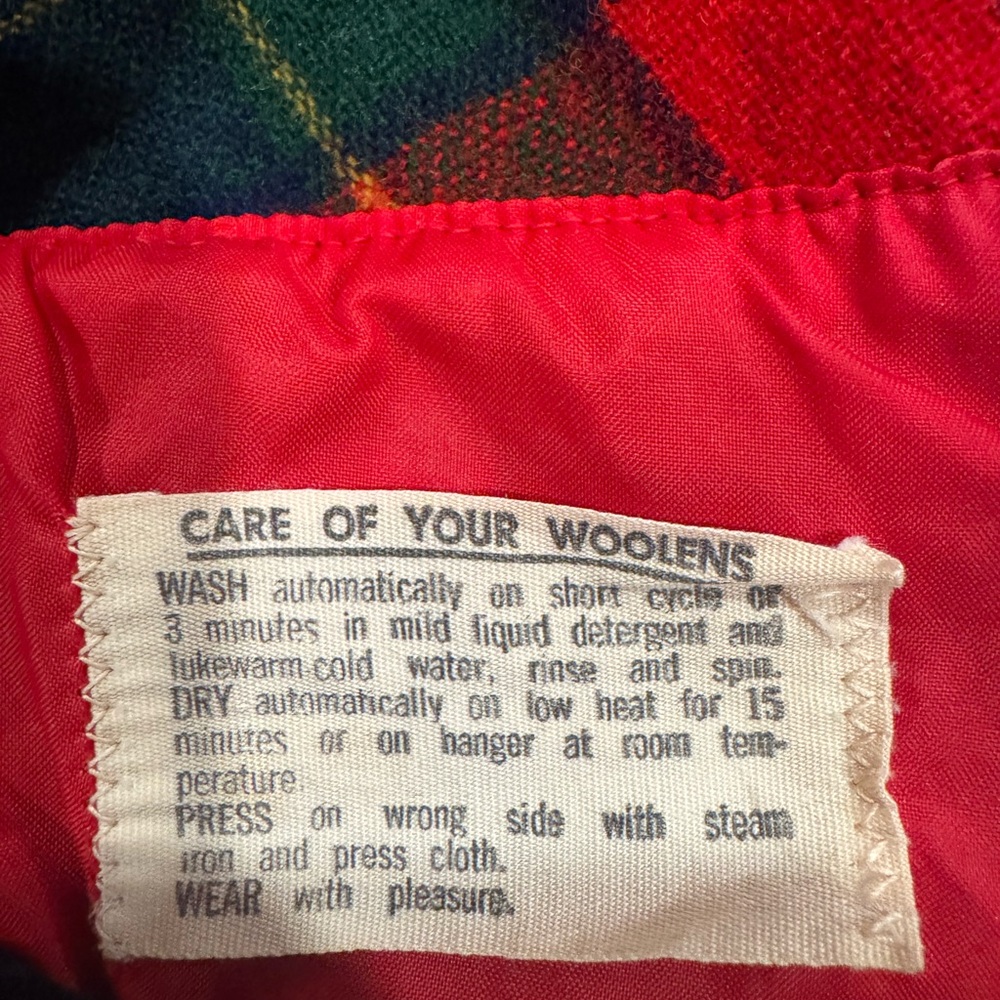 CARE OF YOUR WOOLENS
WASH automatically on short cycle or
3 minutes in mild liquid detergent and
lukewarm-cold water, rinse and spin.
DRY automatically on low heat for 15
minutes or on hanger at room tem-
perature.
PRESS on wrong side with steam
iron and press cloth.
WEAR with pleasure.